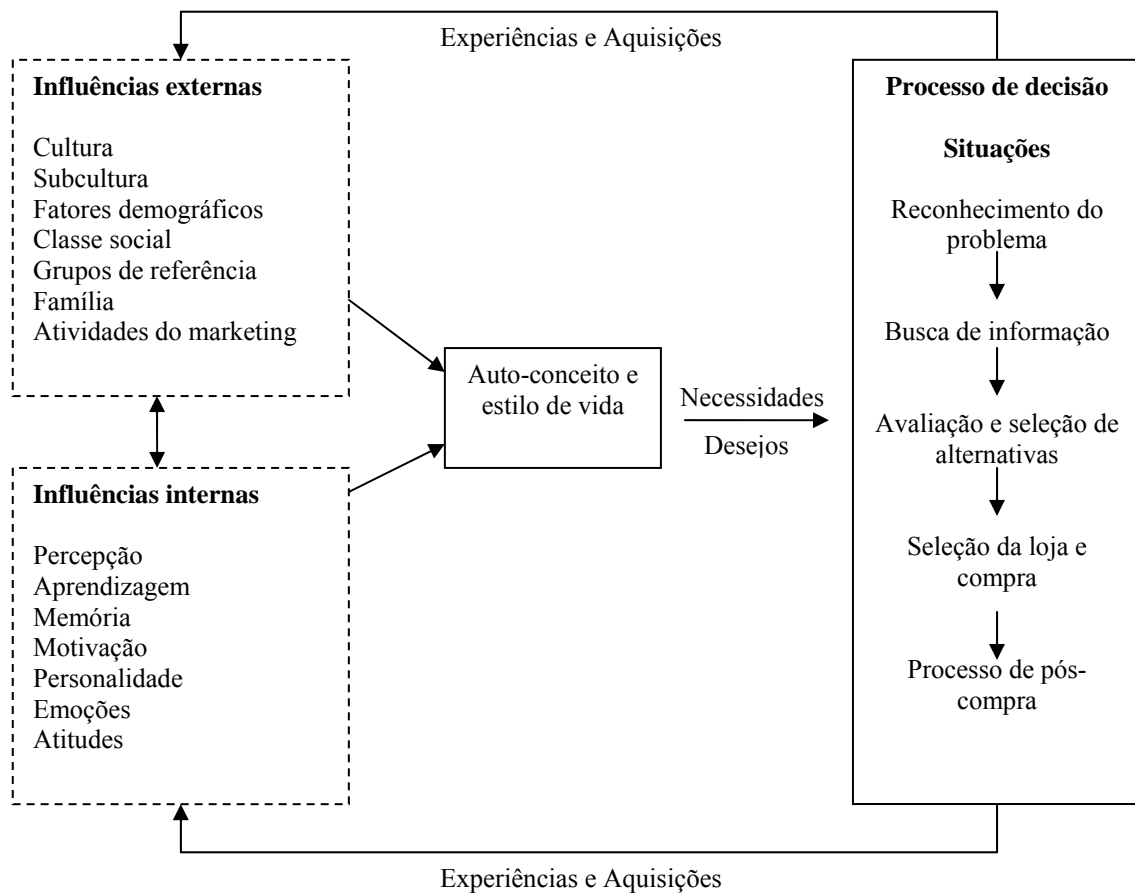 Experiências e Aquisições
Influências externas
Cultura
Subcultura
Fatores demográficos
Classe social
Grupos de referência
Família
Atividades do marketing
Influências internas
Percepção
Aprendizagem
Memória
Motivação
Personalidade
Emoções
Atitudes
Auto-conceito e
estilo de vida
Necessidades
Desejos
Processo de decisão
Situações
Reconhecimento do
problema
Busca de informação
Avaliação e seleção de
alternativas
Seleção da loja e
compra
Processo de pós-
compra
Experiências e Aquisições